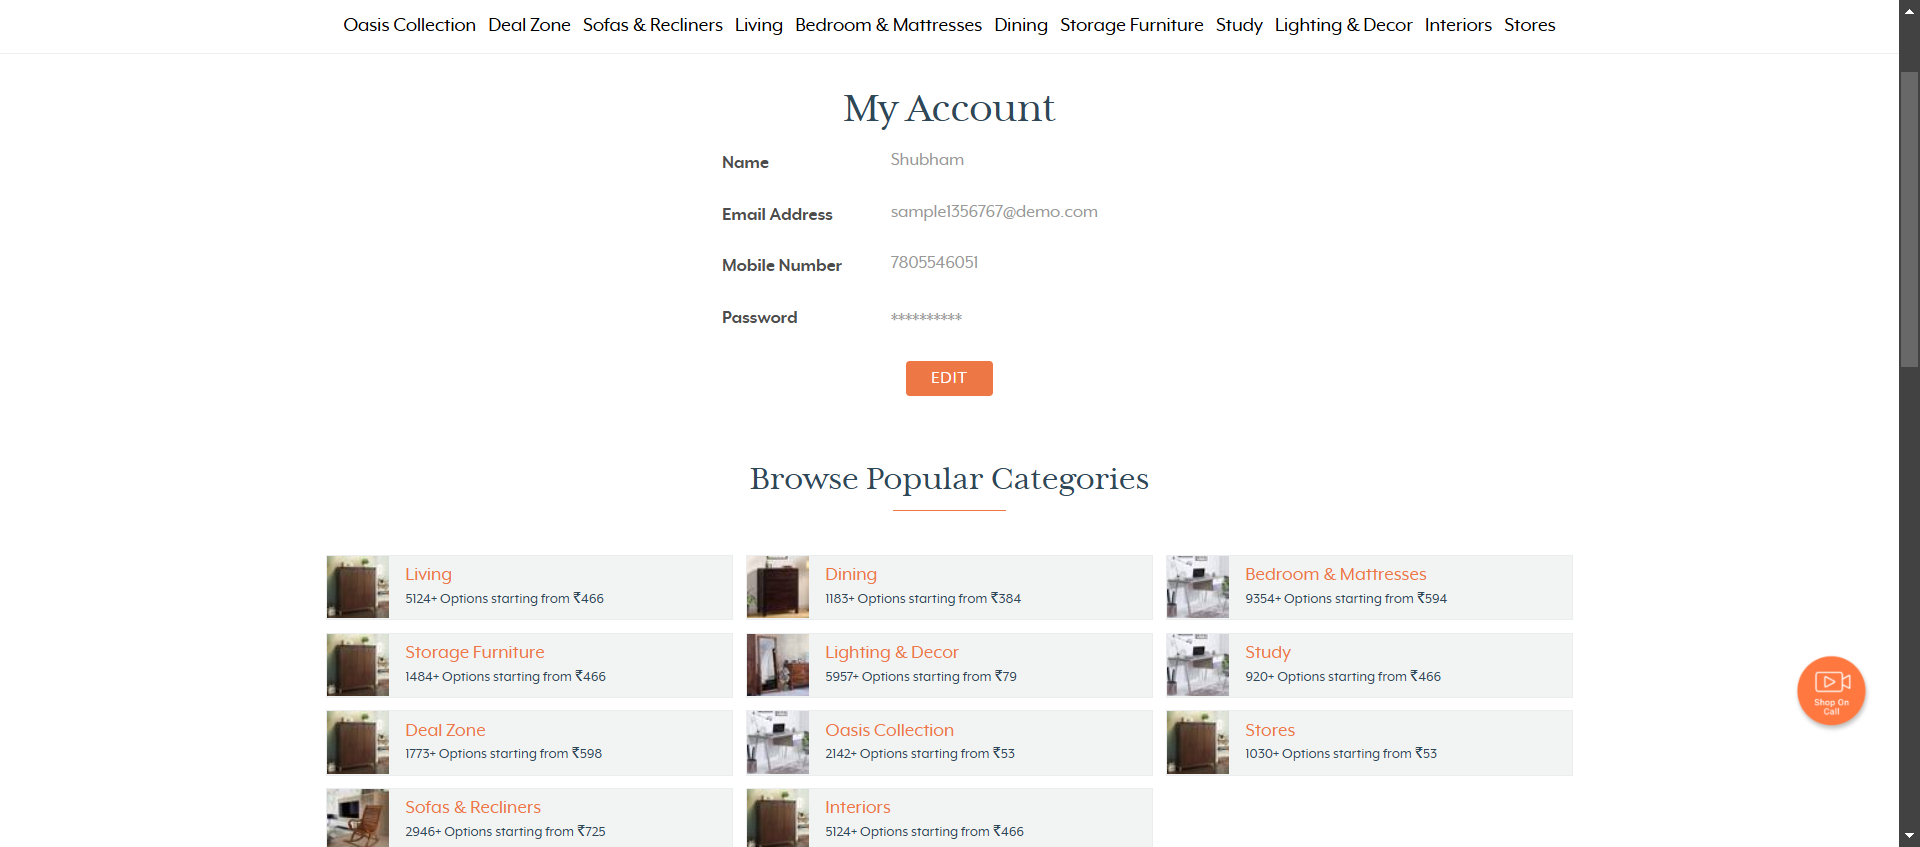 Oasis Collection Deal Zone Sofas & Recliners Living Bedroom & Mattresses Dining Storage Furniture Study Lighting & Decor Interiors Stores
My Account
Name Shubham
Email Address sample1356767@demo.com
Mobile Number 7805546051
Password **********
EDIT
Browse Popular Categories
Living
5124+ Options starting from ₹466
Dining
1183+ Options starting from ₹384
Bedroom & Mattresses
9354+ Options starting from ₹594
Storage Furniture
1484+ Options starting from ₹466
Lighting & Decor
5957+ Options starting from ₹79
Study
920+ Options starting from ₹466
Deal Zone
1773+ Options starting from ₹598
Oasis Collection
2142+ Options starting from ₹53
Stores
1030+ Options starting from ₹53
Sofas & Recliners
2946+ Options starting from ₹725
Interiors
5124+ Options starting from ₹466
Shop On
Call